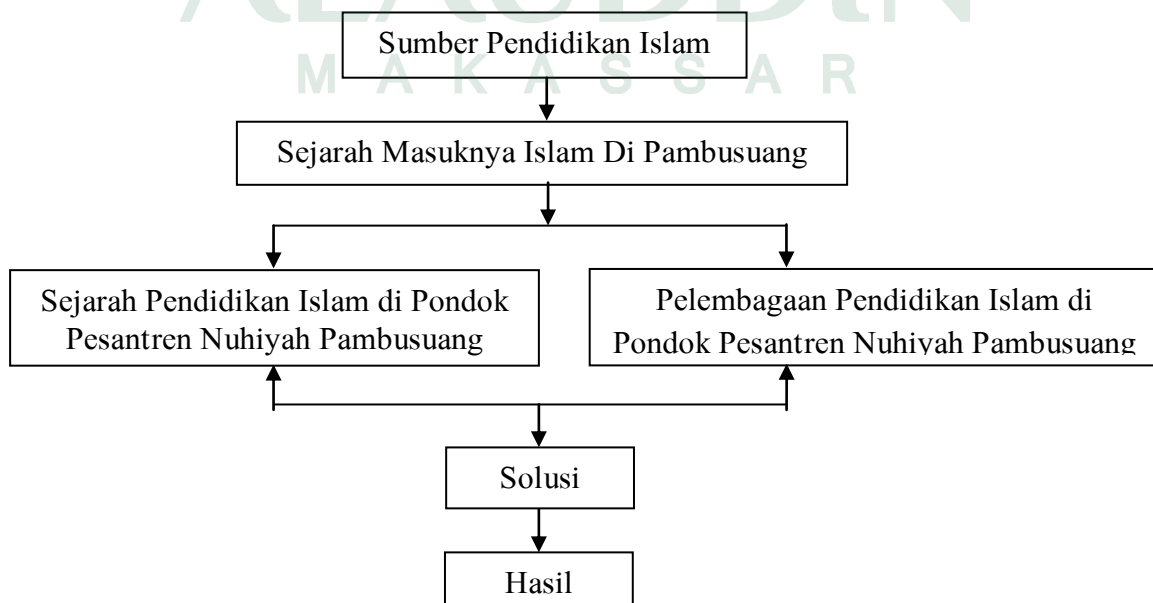 ALAUDDIN
Sumber Pendidikan Islam
MAKASSAR
Sejarah Masuknya Islam Di Pambusuang
Sejarah Pendidikan Islam di Pondok
Pesantren Nuhiyah Pambusuang
Pelembagaan Pendidikan Islam di
Pondok Pesantren Nuhiyah Pambusuang
Solusi
Hasil